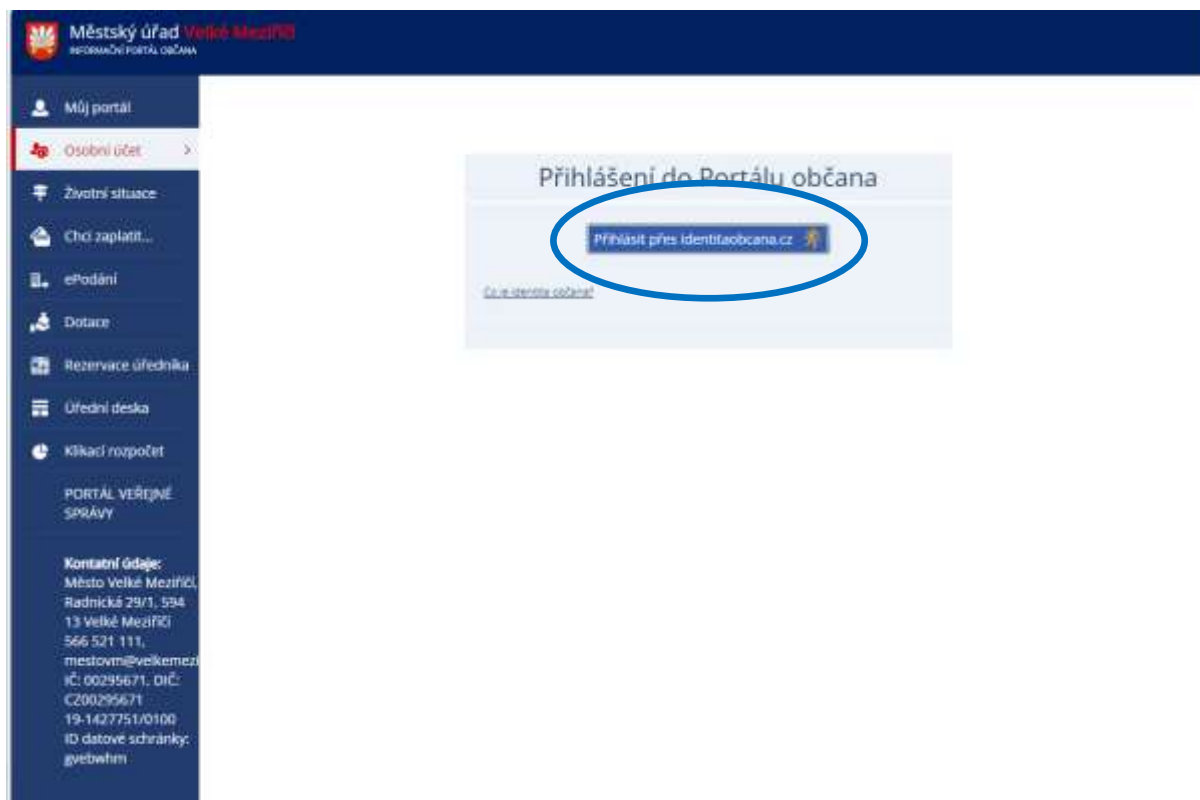 Městský úřad Velké Meziříčí
INFORMAČNÍ PORTÁL OBČANA
Můj portál
Osobní účet
Životní situace
Chci zaplatit...
ePodání
Dotace
Rezervace úředníka
Úřední deska
Klikací rozpočet
PORTÁL VEŘEJNÉ
SPRÁVY
Kontatní údaje:
Město Velké Meziříčí,
Radnická 29/1, 594
13 Velké Meziříčí
566 521 111,
mestovm@velkemezi
IČ: 00295671, DIČ:
CZ00295671
19-1427751/0100
ID datové schránky:
gvebwhm
Přihlášení do Portálu občana
Přihlásit přes identitaobcana.cz
Co je identita občana?